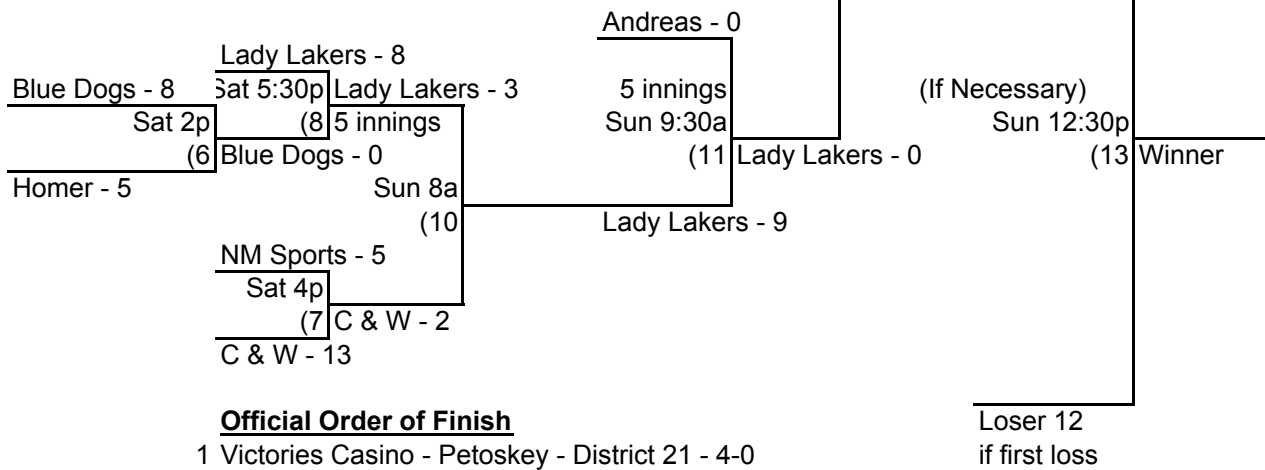 Andreas - 0
Lady Lakers - 8
Blue Dogs - 8 Sat 5:30p Lady Lakers - 3 5 innings (If Necessary)
Sat 2p (8 5 innings Sun 9:30a Sun 12:30p
(6 Blue Dogs - 0 (11 Lady Lakers - 0 (13 Winner
Homer - 5 Sun 8a
(10 Lady Lakers - 9
NM Sports - 5
Sat 4p
(7 C & W - 2
C & W - 13
Official Order of Finish Loser 12
1 Victories Casino - Petoskey - District 21 - 4-0 if first loss